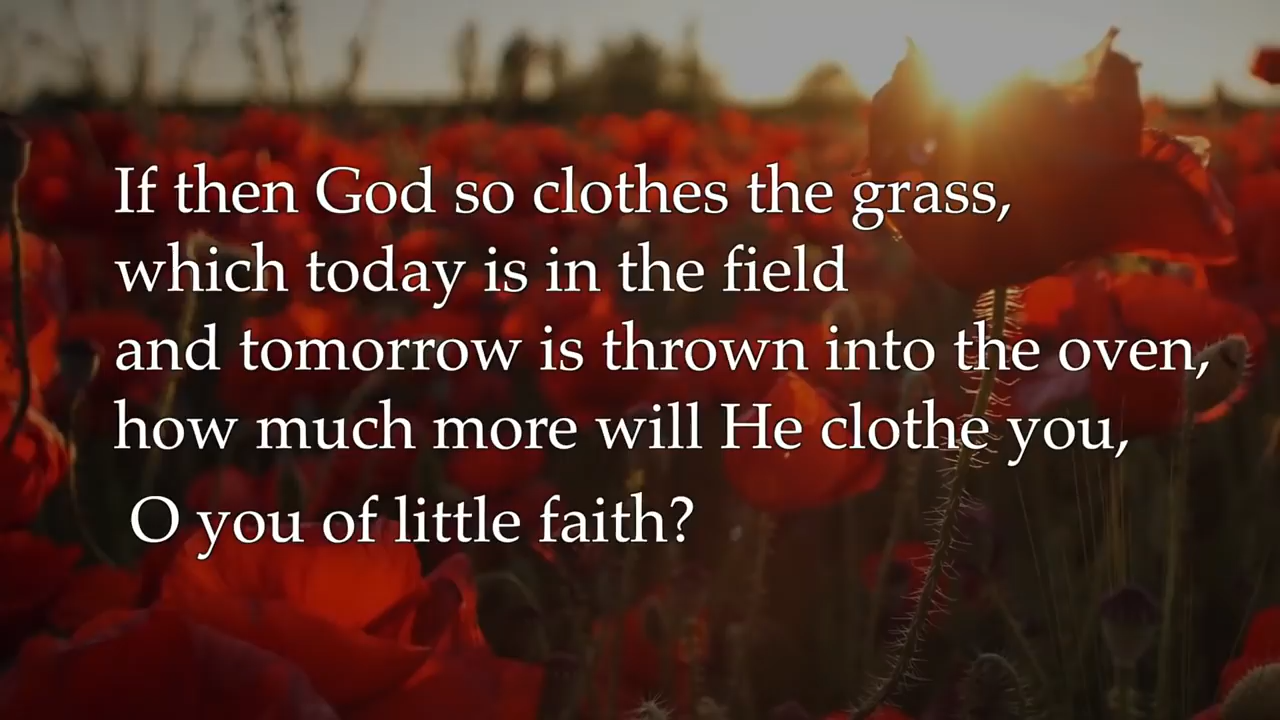 If then God so clothes the grass,
which today is in the field
and tomorrow is thrown into the oven,
how much more will He clothe you,
O you of little faith?